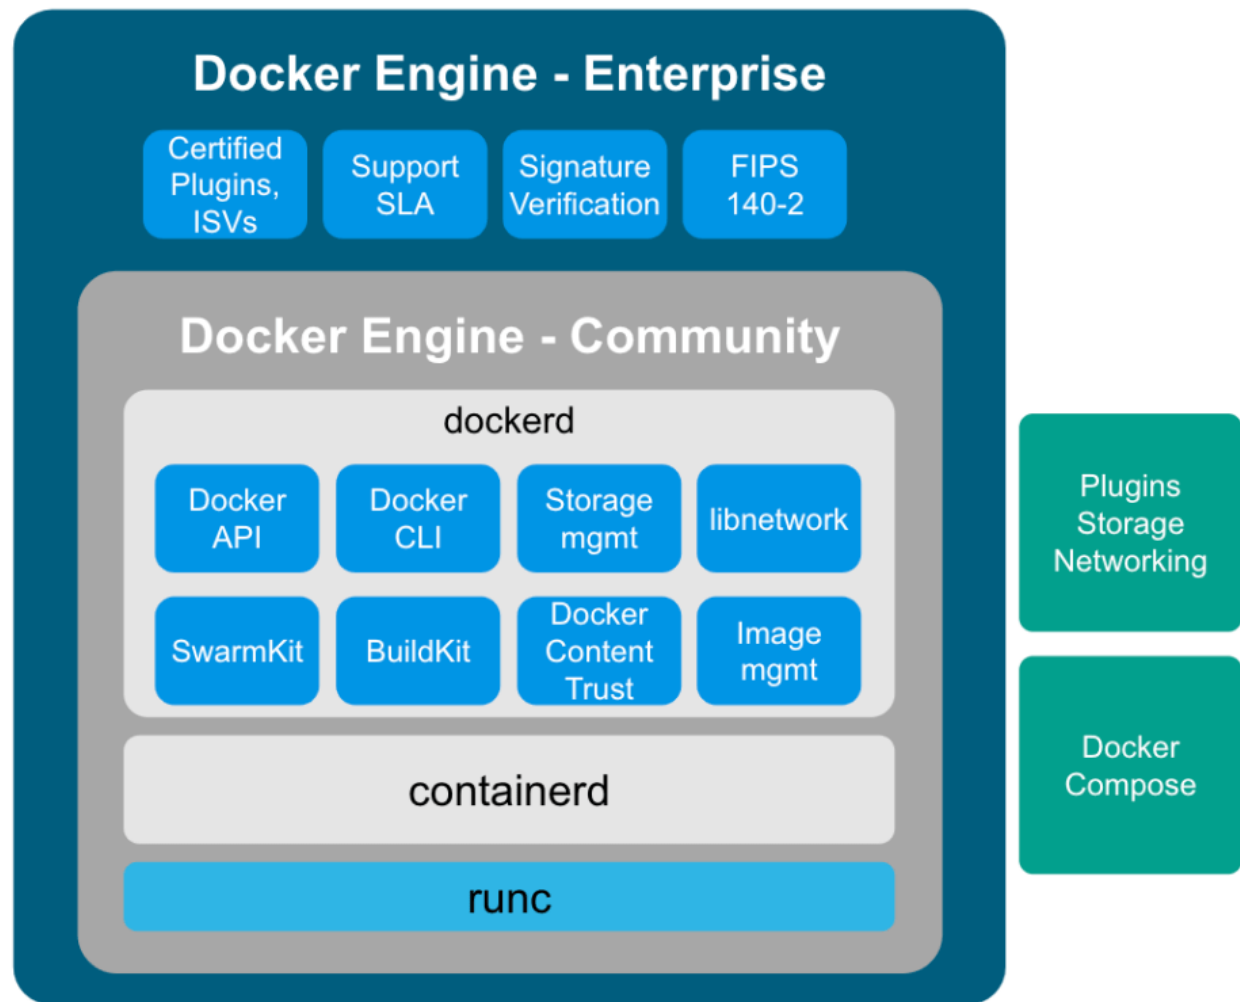 Docker Engine - Enterprise
Certified
Plugins,
ISVs
Support
SLA
Signature
Verification
FIPS
140-2
Docker Engine - Community
dockerd
Docker
API
Docker
CLI
Storage
mgmt
libnetwork
SwarmKit
BuildKit
Docker
Content
Trust
Image
mgmt
containerd
runc
Plugins
Storage
Networking
Docker
Compose